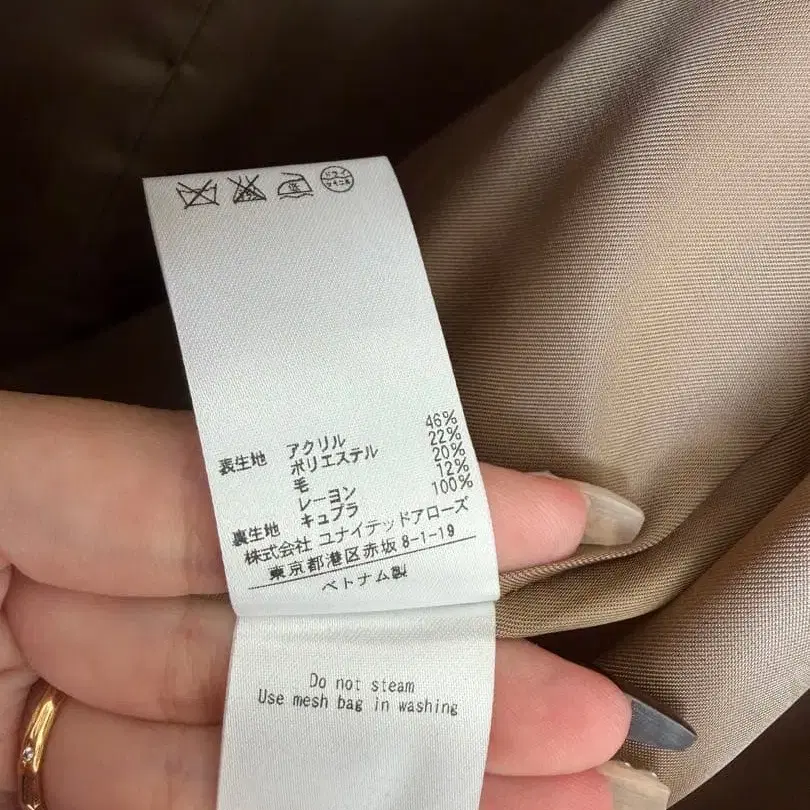 表生地 アクリル 46%
ポリエステル 22%
毛 20%
レーヨン 12%
裏生地 キュプラ 100%
株式会社 ユナイテッドアローズ
東京都港区赤坂 8-1-19
ベトナム製
Do not steam
Use mesh bag in washing